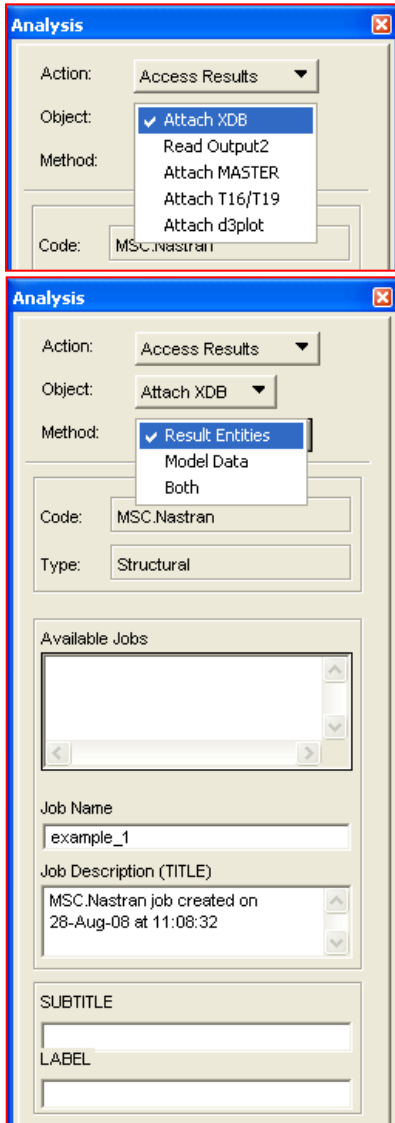 Analysis
Action: Access Results
Object: Attach XDB
Read Output2
Method: Attach MASTER
Attach T16/T19
Attach d3plot
Code: MSC.Nastran
Analysis
Action: Access Results
Object: Attach XDB
Method: Result Entities
Model Data
Both
Code: MSC.Nastran
Type: Structural
Available Jobs
Job Name
example_1
Job Description (TITLE)
MSC.Nastran job created on
28-Aug-08 at 11:08:32
SUBTITLE
LABEL